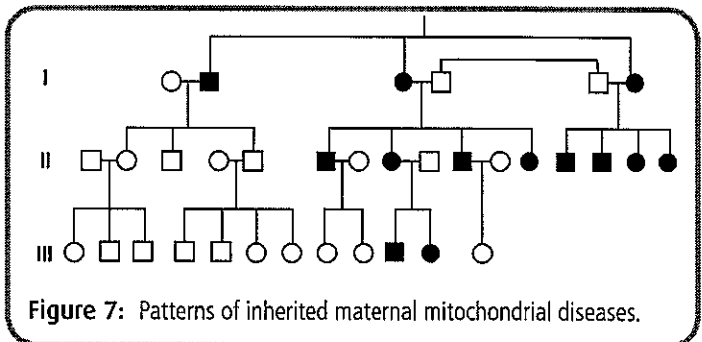 I
II
III
Figure 7: Patterns of inherited maternal mitochondrial diseases.